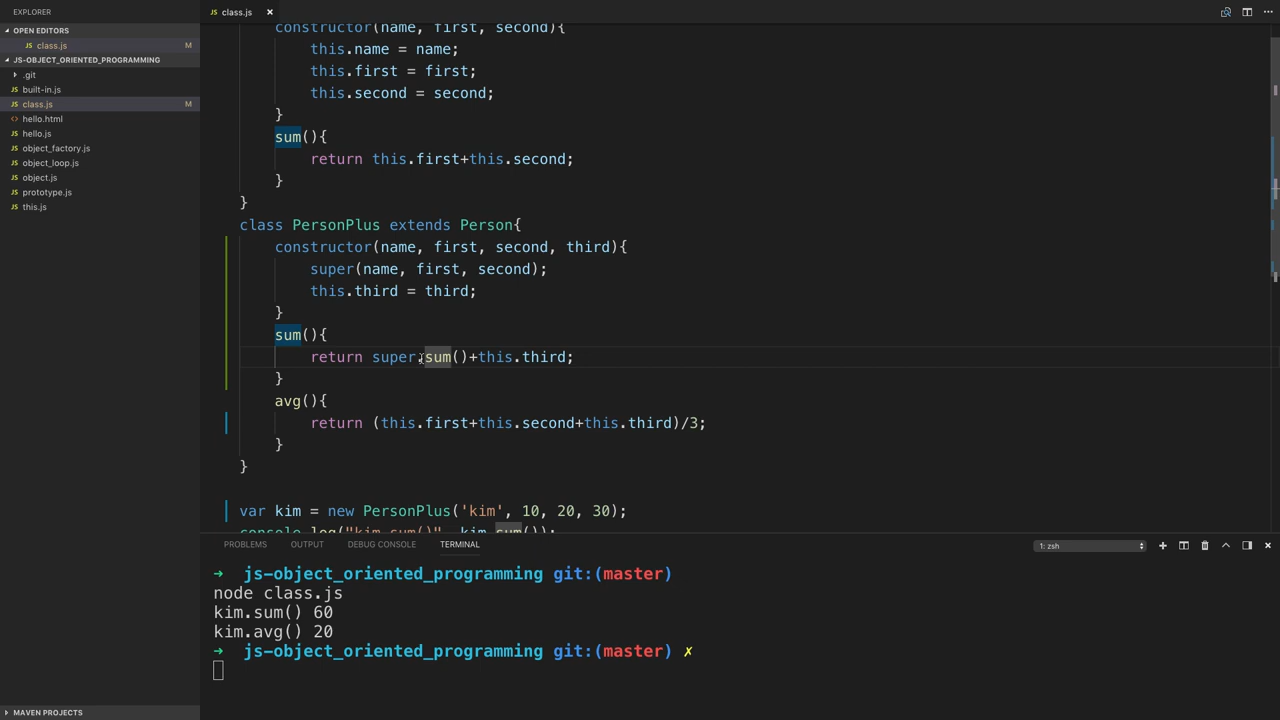 EXPLORER
class.js
OPEN EDITORS
class.js M
JS-OBJECT_ORIENTED_PROGRAMMING
.git
built-in.js
class.js M
hello.html
hello.js
object_factory.js
object_loop.js
object.js
prototype.js
this.js
MAVEN PROJECTS
constructor(name, first, second){
this.name = name;
this.first = first;
this.second = second;
}
sum(){
return this.first+this.second;
}
}
class PersonPlus extends Person{
constructor(name, first, second, third){
super(name, first, second);
this.third = third;
}
sum(){
return super.sum()+this.third;
}
avg(){
return (this.first+this.second+this.third)/3;
}
}
var kim = new PersonPlus('kim', 10, 20, 30);
console.log("kim.sum()", kim.sum());
PROBLEMS OUTPUT DEBUG CONSOLE TERMINAL 1: zsh
➜ js-object_oriented_programming git:(master)
node class.js
kim.sum() 60
kim.avg() 20
➜ js-object_oriented_programming git:(master) ✗